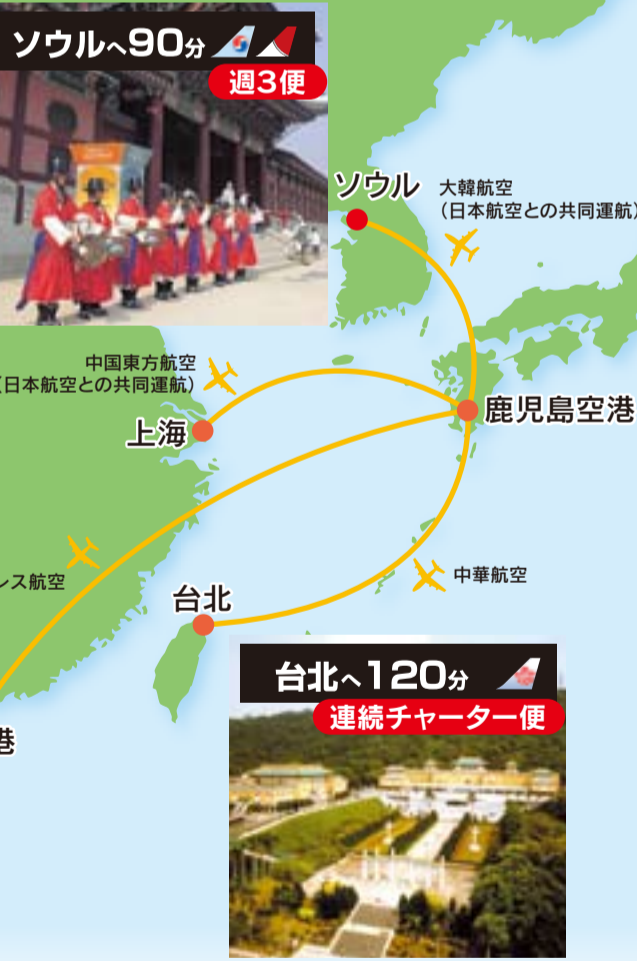 ソウルへ90分
週3便
ソウル
大韓航空
（日本航空との共同運航）
中国東方航空
（日本航空との共同運航）
上海
鹿児島空港
レス航空
台北
中華航空
台北へ120分
連続チャーター便
港